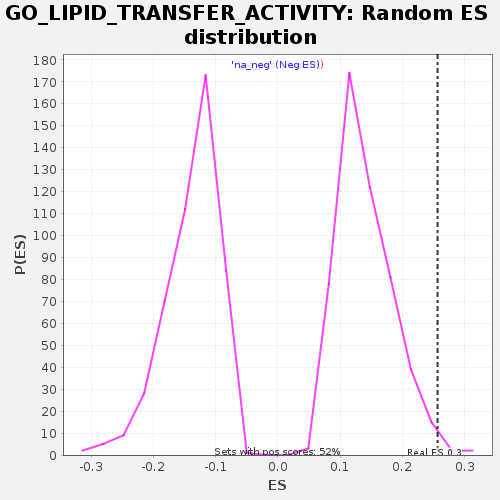 GO_LIPID_TRANSFER_ACTIVITY: Random ES
distribution
'na_neg' (Neg ES))
180
170
160
150
140
130
120
110
100
90
80
70
60
50
40
30
20
10
0
P(ES)
Sets with pos scores: 52%
Real ES 0.3
-0.3 -0.2 -0.1 0.0 0.1 0.2 0.3
ES